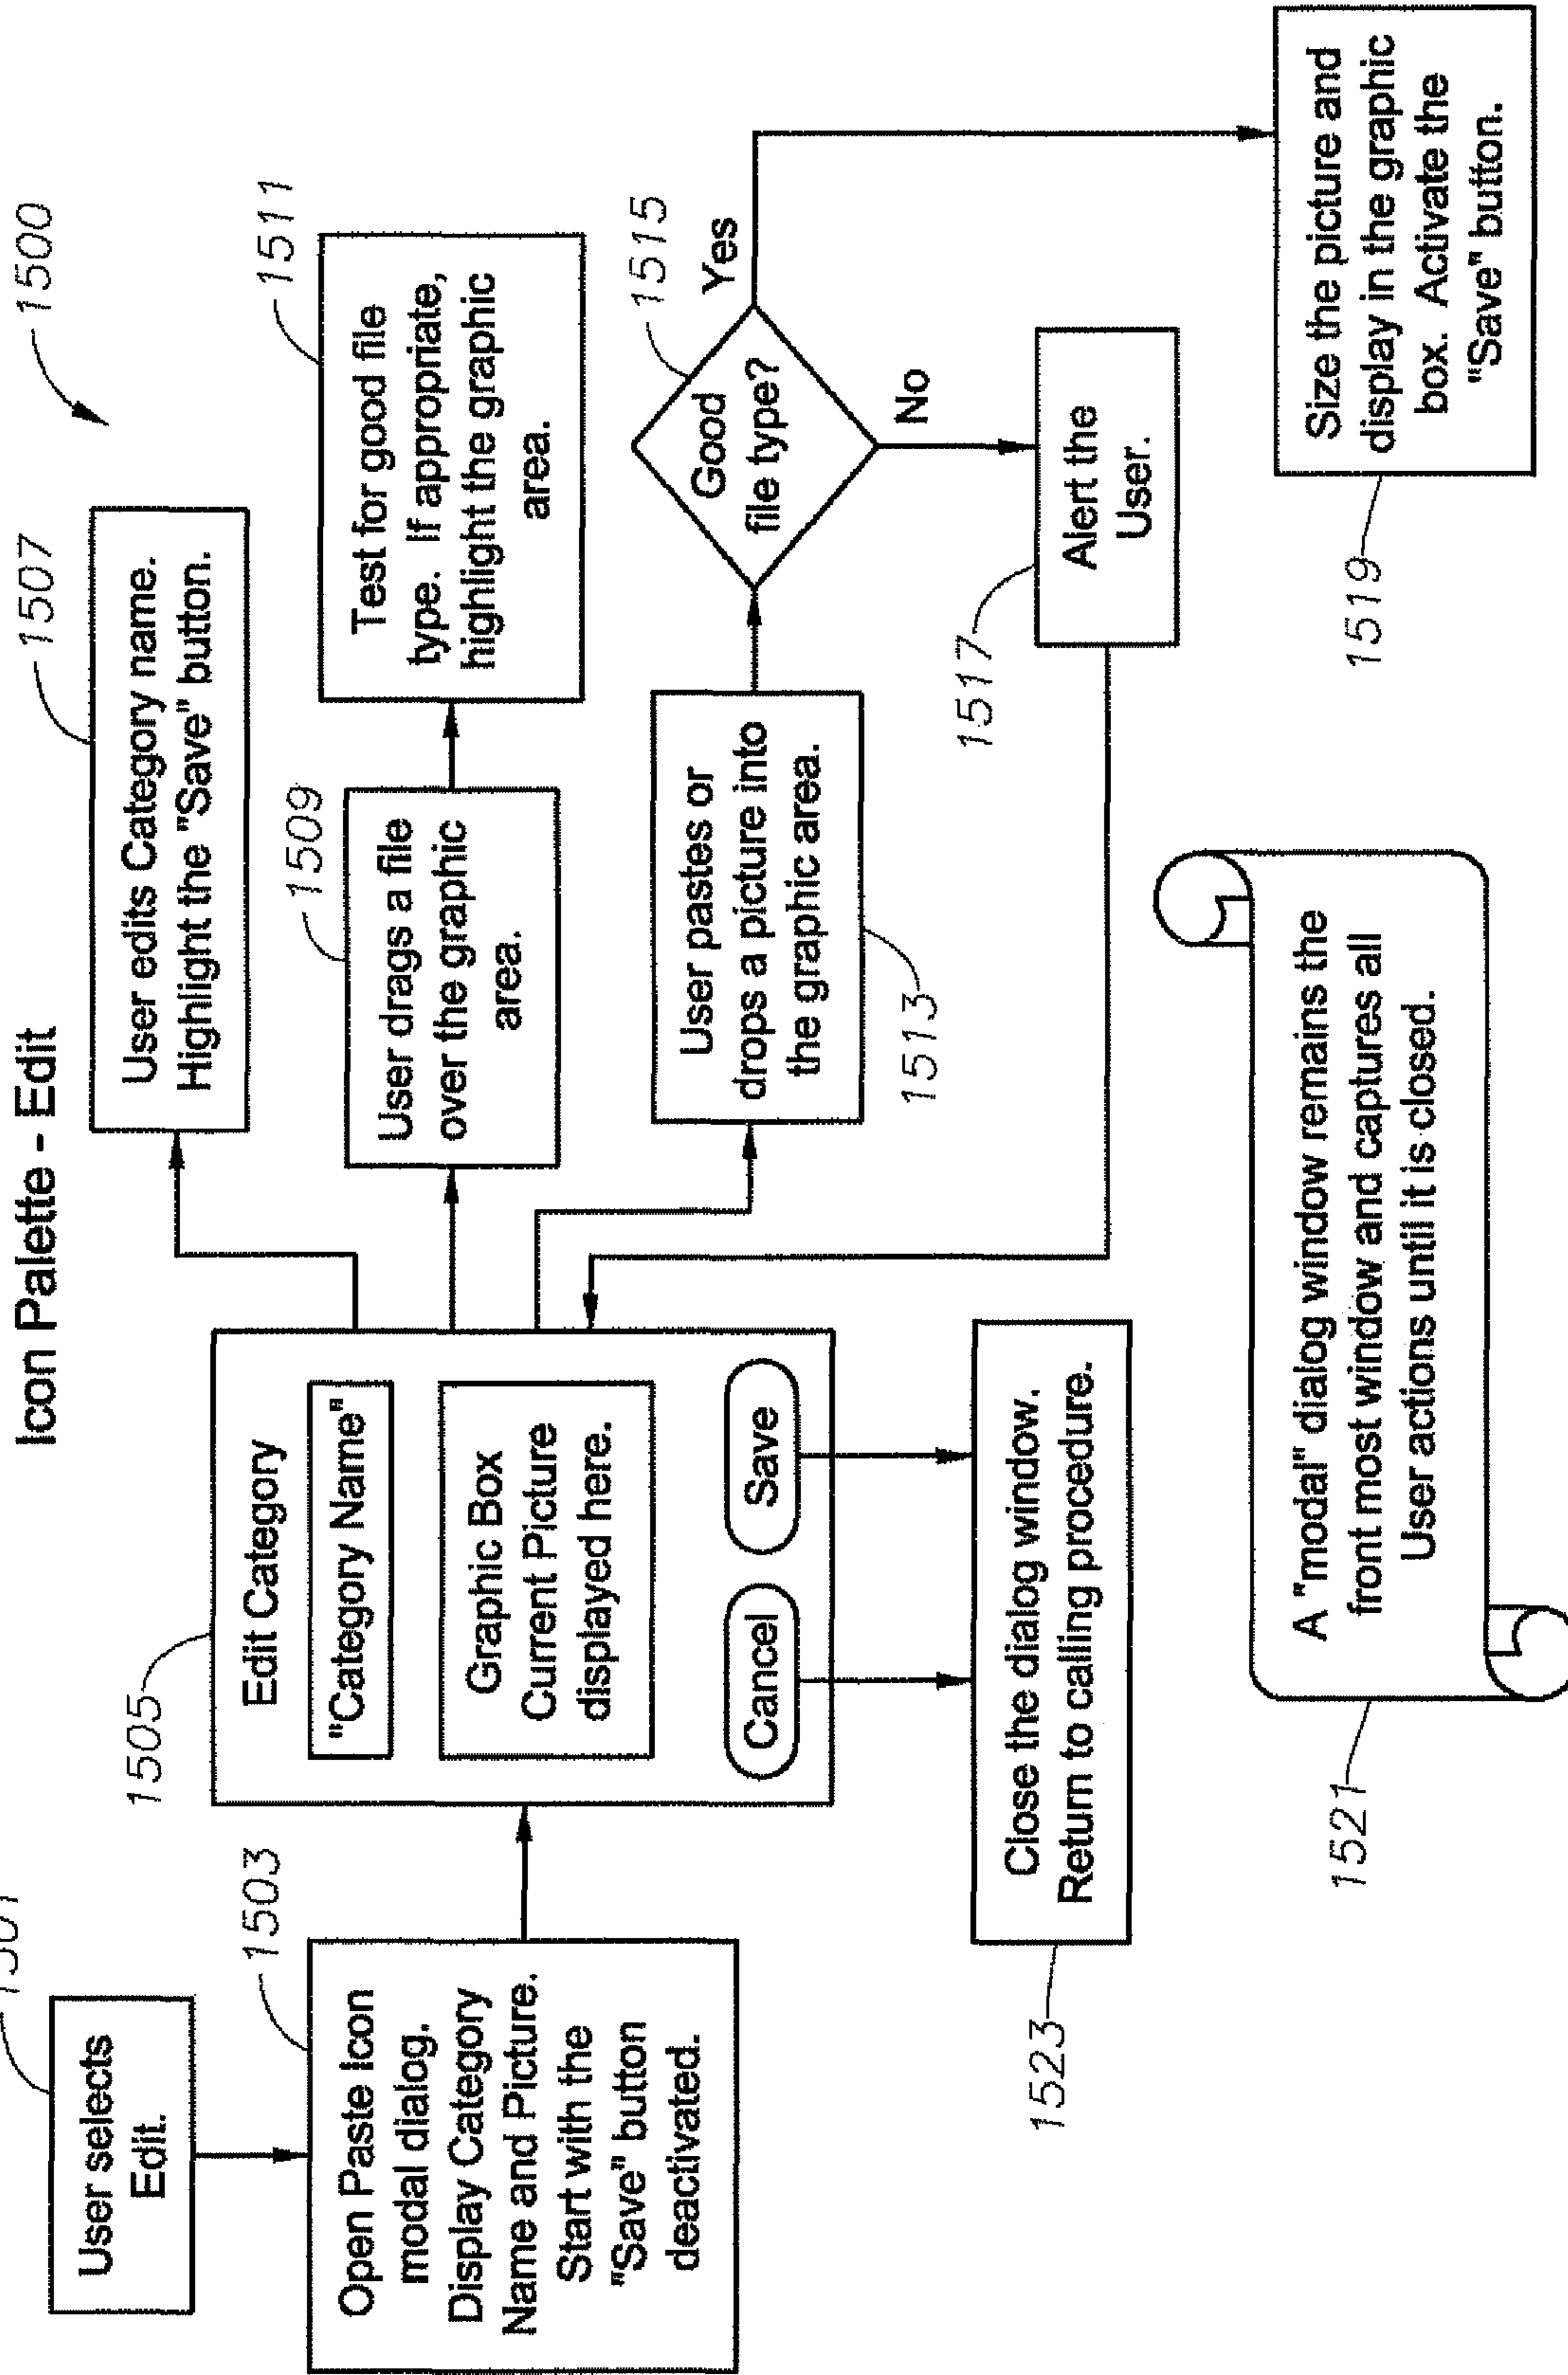 Icon Palette - Edit
1500
User selects
Edit.
1503
Open Paste Icon
modal dialog.
Display Category
Name and Picture.
Start with the
"Save" button
deactivated.
1505
Edit Category
"Category Name"
Graphic Box
Current Picture
displayed here.
Cancel
Save
1507
User edits Category name.
Highlight the "Save" button.
1509
User drags a file
over the graphic
area.
1511
Test for good file
type. If appropriate,
highlight the graphic
area.
User pastes or
drops a picture into
the graphic area.
1513
1515
Good
file type?
Yes
No
1517
Alert the
User.
1519
Size the picture and
display in the graphic
box. Activate the
"Save" button.
Close the dialog window.
Return to calling procedure.
1523
A "modal" dialog window remains the
front most window and captures all
User actions until it is closed.
1521